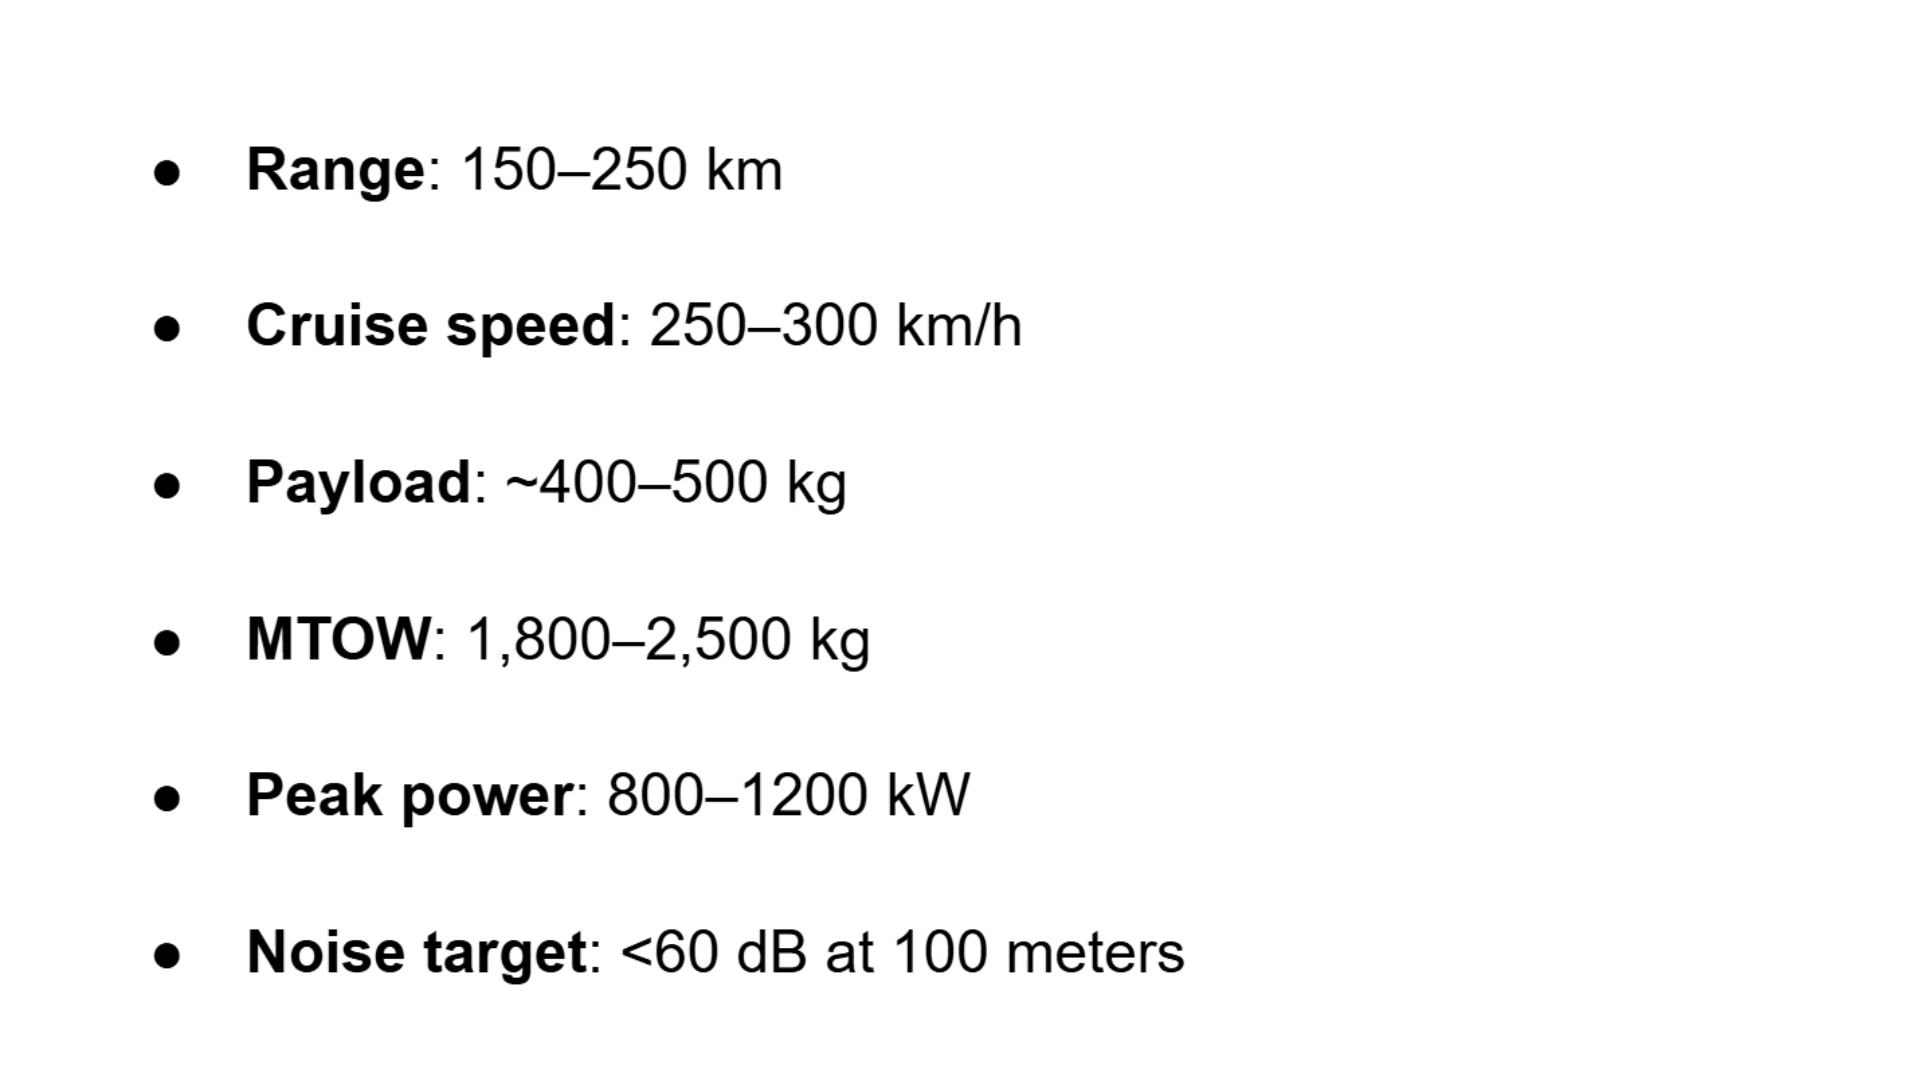 ● Range: 150–250 km
● Cruise speed: 250–300 km/h
● Payload: ~400–500 kg
● MTOW: 1,800–2,500 kg
● Peak power: 800–1200 kW
● Noise target: <60 dB at 100 meters